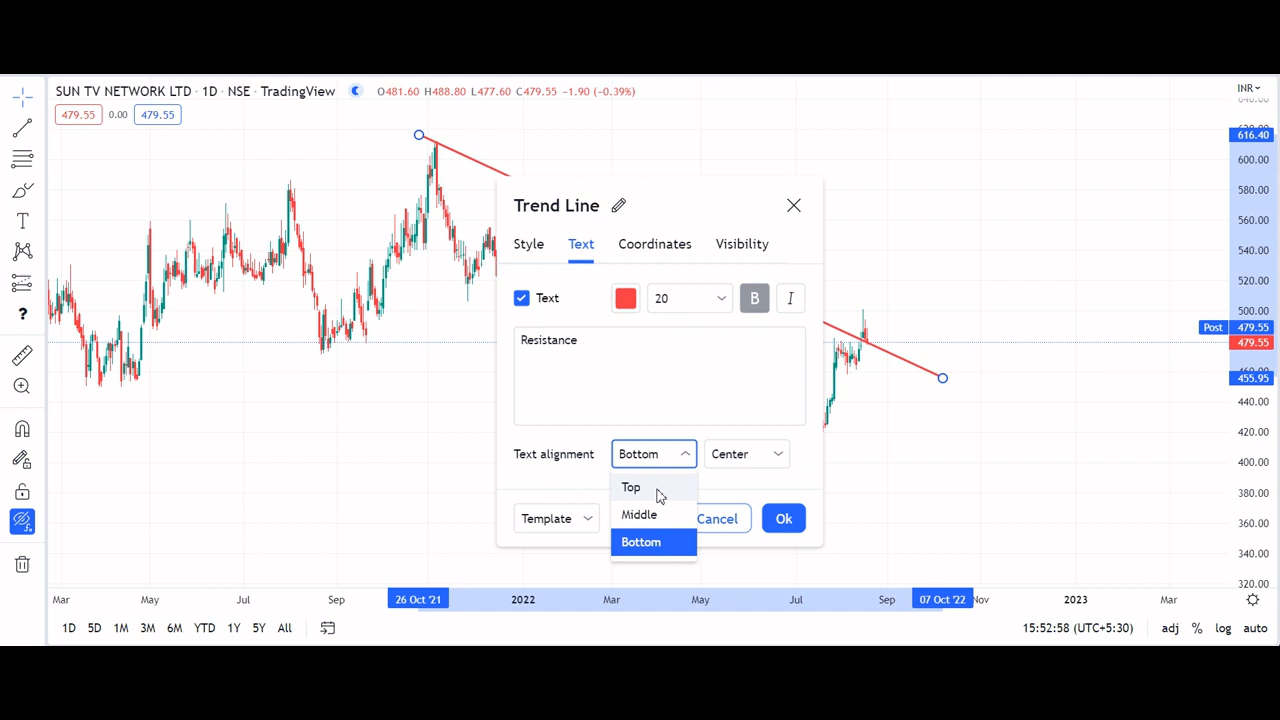 SUN TV NETWORK LTD · 1D · NSE · TradingView O481.60 H488.80 L477.60 C479.55 −1.90 (−0.39%)
INR
479.55 0.00 479.55
640.00
616.40
600.00
580.00
560.00
540.00
520.00
500.00
Post 479.55
479.55
460.00
455.95
440.00
420.00
400.00
380.00
360.00
340.00
320.00
T
?
Trend Line
Style Text Coordinates Visibility
Text 20 B I
Resistance
Text alignment Bottom Center
Top
Middle
Bottom
Template Cancel Ok
Mar May Jul Sep 26 Oct '21 2022 Mar May Jul Sep 07 Oct '22 Nov 2023 Mar
1D 5D 1M 3M 6M YTD 1Y 5Y All 15:52:58 (UTC+5:30) adj % log auto